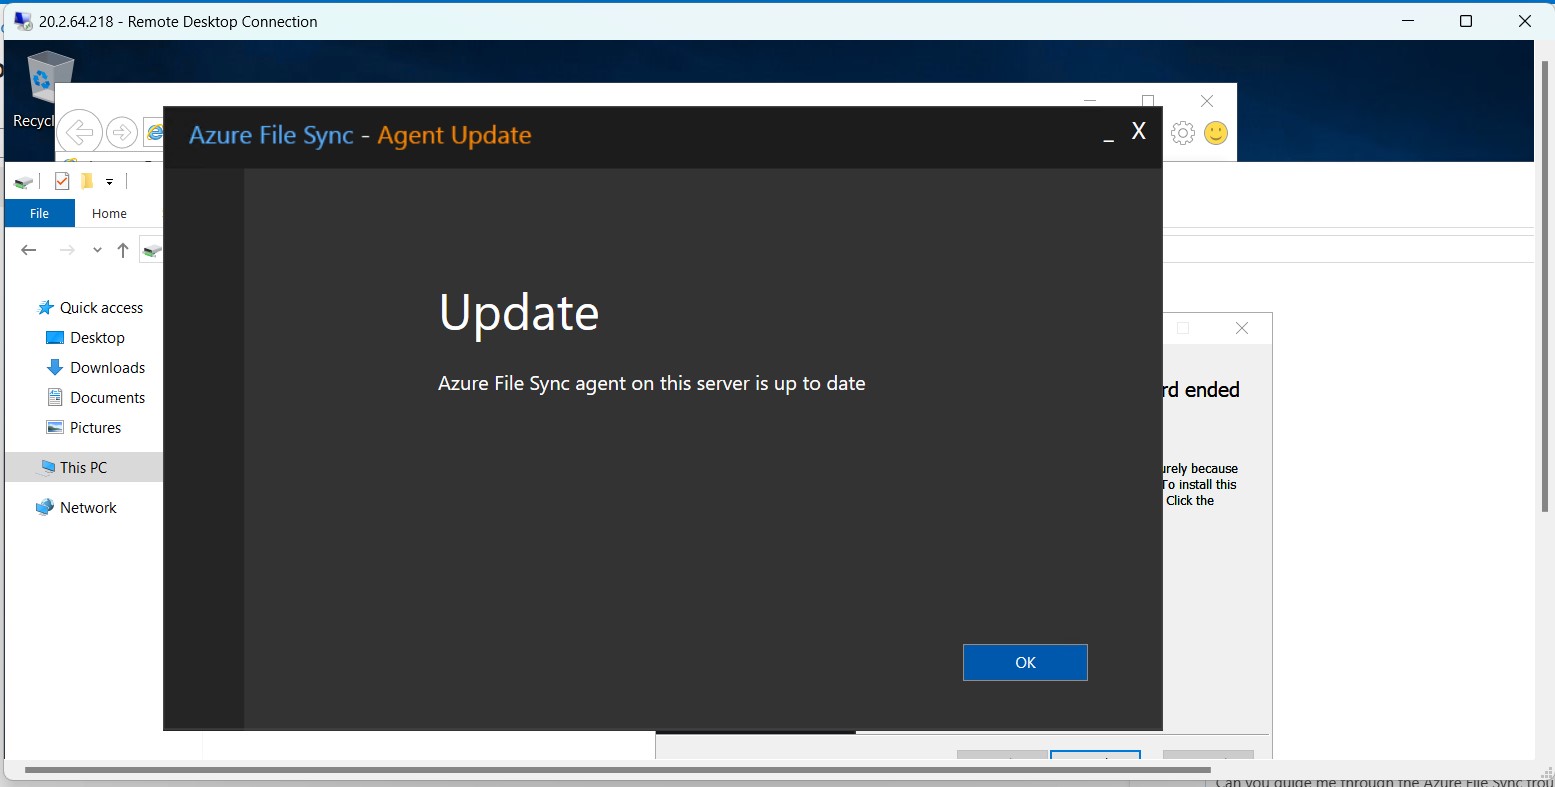 20.2.64.218 - Remote Desktop Connection
Recycl
Azure File Sync - Agent Update
_ X
File Home
Quick access
Desktop
Downloads
Documents
Pictures
This PC
Network
Update
Azure File Sync agent on this server is up to date
OK
rd ended
urely because
To install this
Click the
Can you guide me through the Azure File Sync trou